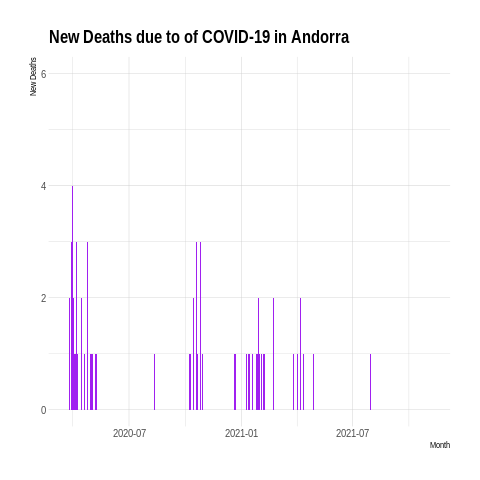 New Deaths due to of COVID-19 in Andorra
New Deaths
6
4
2
0
2020-07 2021-01 2021-07
Month